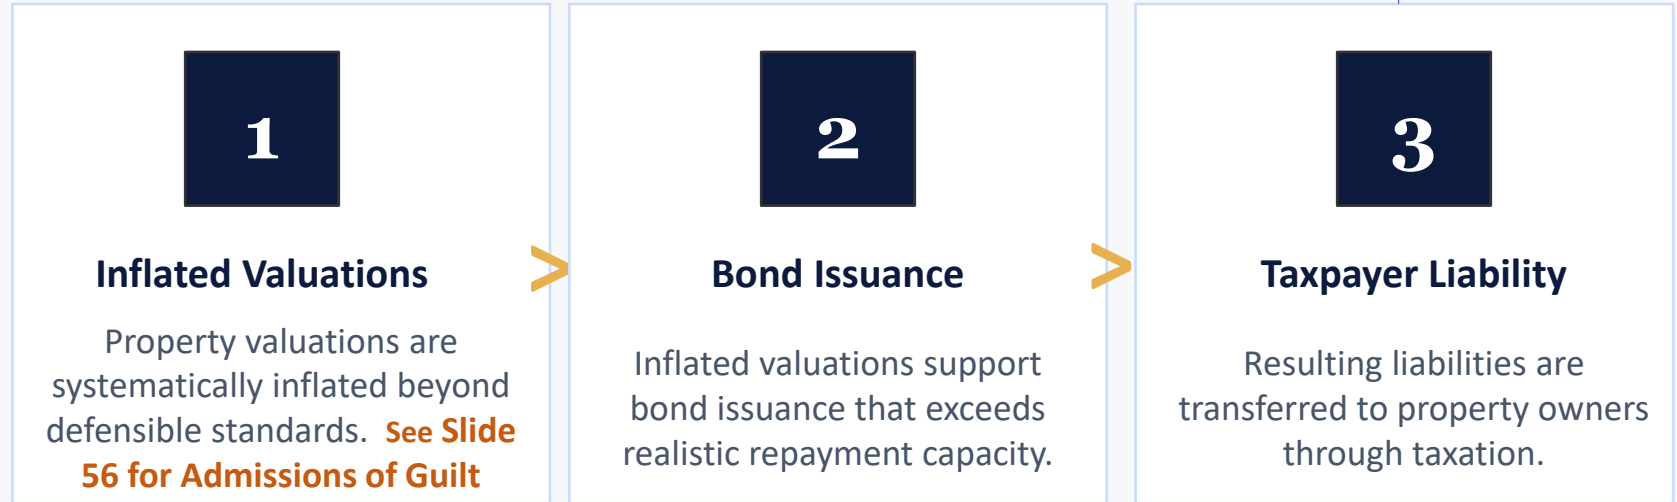 1
Inflated Valuations
Property valuations are
systematically inflated beyond
defensible standards.  See Slide
56 for Admissions of Guilt
>
2
Bond Issuance
Inflated valuations support
bond issuance that exceeds
realistic repayment capacity.
>
3
Taxpayer Liability
Resulting liabilities are
transferred to property owners
through taxation.